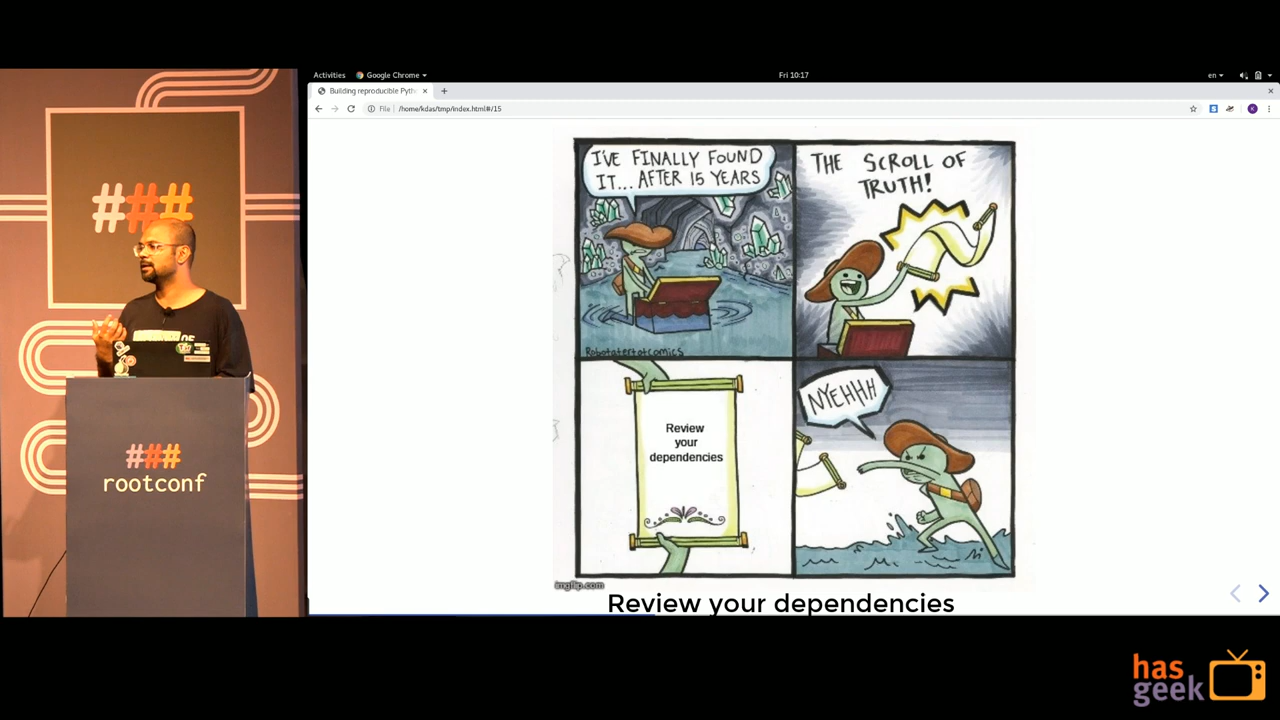 ###
###
rootconf
Activities
Google Chrome
Fri 10:17
en
Building reproducible Pyth
File
/home/kdas/tmp/index.html#/15
I'VE FINALLY FOUND
IT... AFTER 15 YEARS
Robotatertotcomics
THE SCROLL OF
TRUTH!
Review
your
dependencies
NYEHHH
imgflip.com
Review your dependencies
has
geek